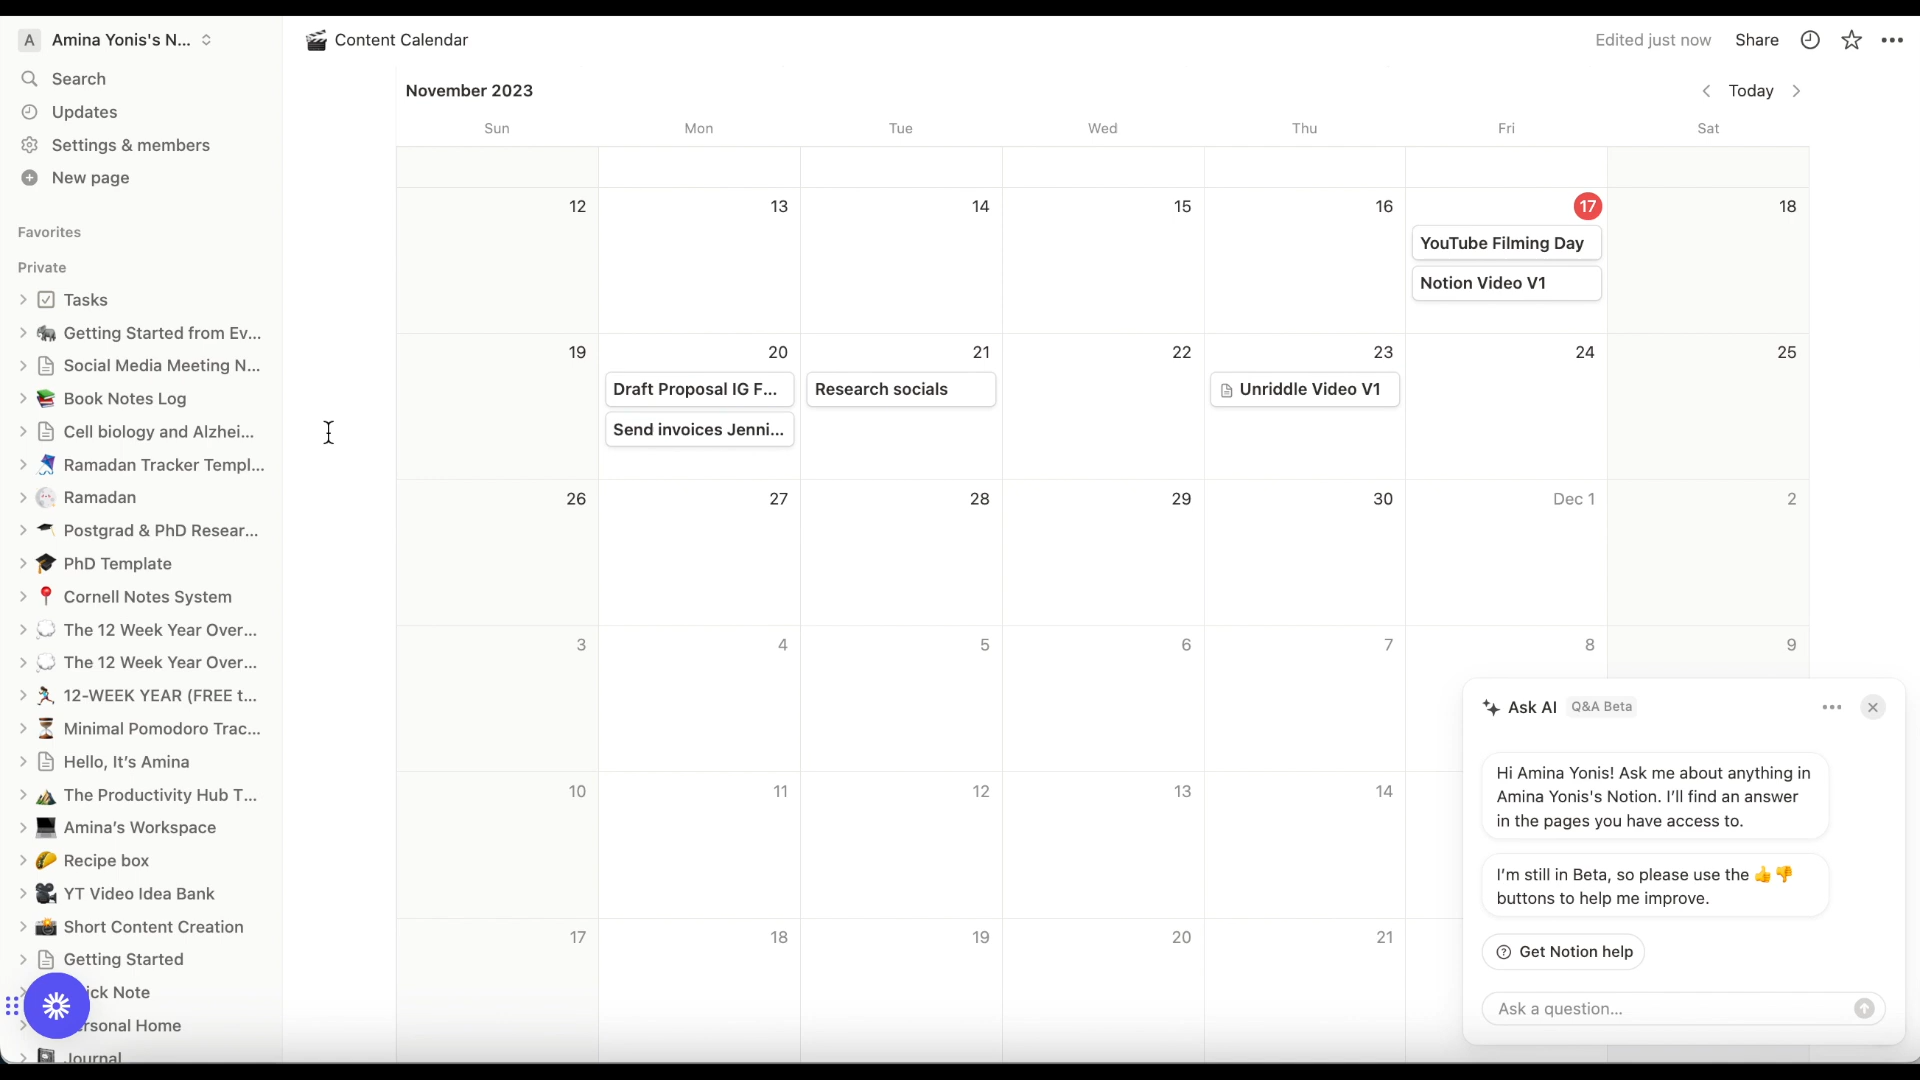 A Amina Yonis's N...
Search
Updates
Settings & members
New page
Favorites
Private
Tasks
Getting Started from Ev...
Social Media Meeting N...
Book Notes Log
Cell biology and Alzhei...
Ramadan Tracker Templ...
Ramadan
Postgrad & PhD Resear...
PhD Template
Cornell Notes System
The 12 Week Year Over...
The 12 Week Year Over...
12-WEEK YEAR (FREE t...
Minimal Pomodoro Trac...
Hello, It's Amina
The Productivity Hub T...
Amina's Workspace
Recipe box
YT Video Idea Bank
Short Content Creation
Getting Started
ick Note
ersonal Home
Journal
Content Calendar
Edited just now Share
November 2023
Today
Sun Mon Tue Wed Thu Fri Sat
12 13 14 15 16 17 18
YouTube Filming Day
Notion Video V1
19 20 21 22 23 24 25
Draft Proposal IG F... Research socials Unriddle Video V1
Send invoices Jenni...
26 27 28 29 30 Dec 1 2
3 4 5 6 7 8 9
10 11 12 13 14
17 18 19 20 21
Ask AI Q&A Beta
Hi Amina Yonis! Ask me about anything in
Amina Yonis's Notion. I'll find an answer
in the pages you have access to.
I'm still in Beta, so please use the 👍👎
buttons to help me improve.
Get Notion help
Ask a question...